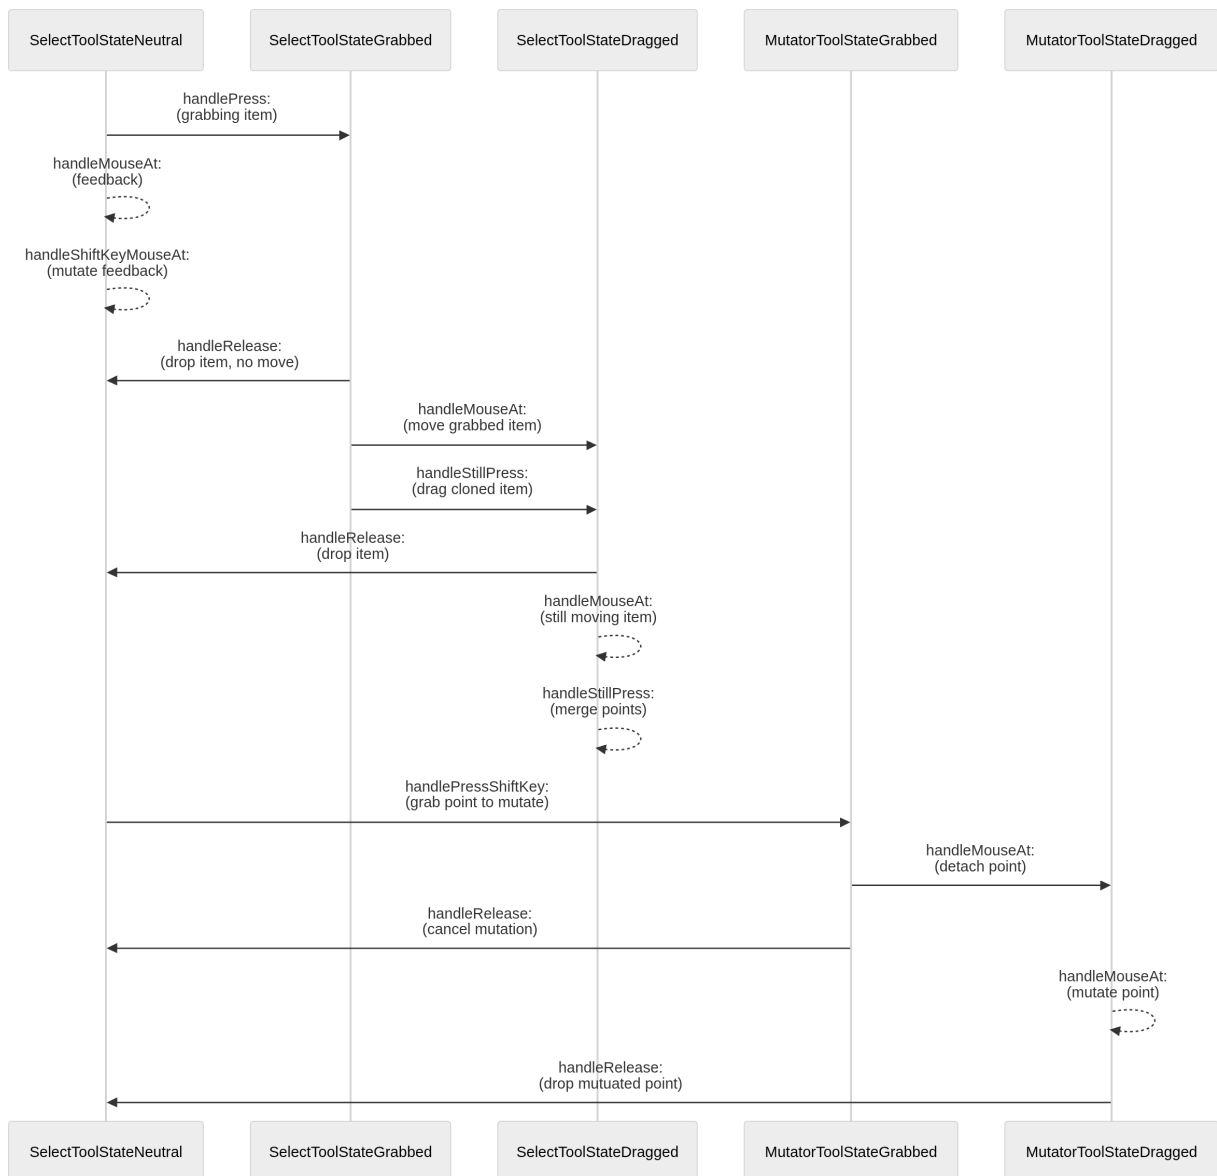 SelectToolStateNeutral
SelectToolStateGrabbed
SelectToolStateDragged
MutatorToolStateGrabbed
MutatorToolStateDragged
handlePress:
(grabbing item)
handleMouseAt:
(feedback)
handleShiftKeyMouseAt:
(mutate feedback)
handleRelease:
(drop item, no move)
handleMouseAt:
(move grabbed item)
handleStillPress:
(drag cloned item)
handleRelease:
(drop item)
handleMouseAt:
(still moving item)
handleStillPress:
(merge points)
handlePressShiftKey:
(grab point to mutate)
handleMouseAt:
(detach point)
handleRelease:
(cancel mutation)
handleMouseAt:
(mutate point)
handleRelease:
(drop mutuated point)
SelectToolStateNeutral
SelectToolStateGrabbed
SelectToolStateDragged
MutatorToolStateGrabbed
MutatorToolStateDragged